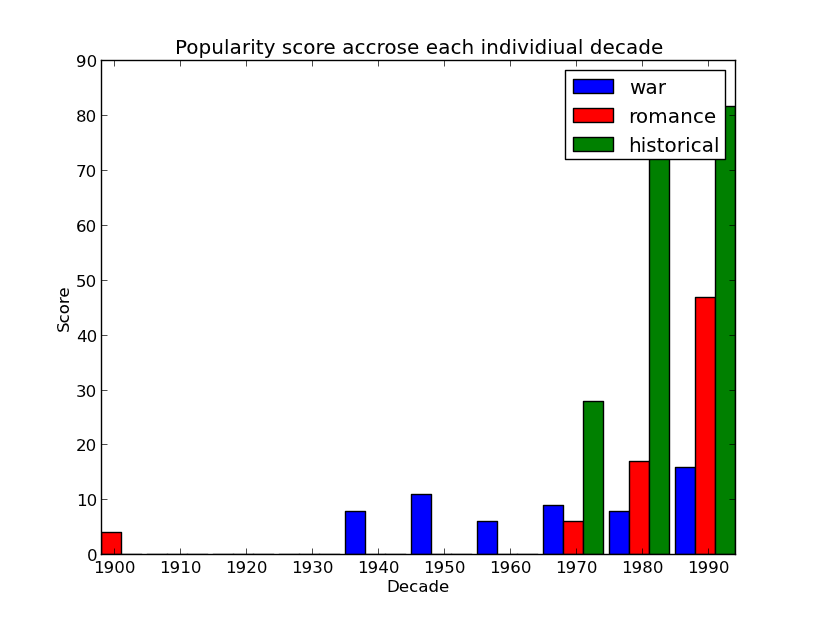 Popularity score accrose each individiual decade
90
80
70
60
50
40
30
20
10
0
Score
war
romance
historical
1900 1910 1920 1930 1940 1950 1960 1970 1980 1990
Decade